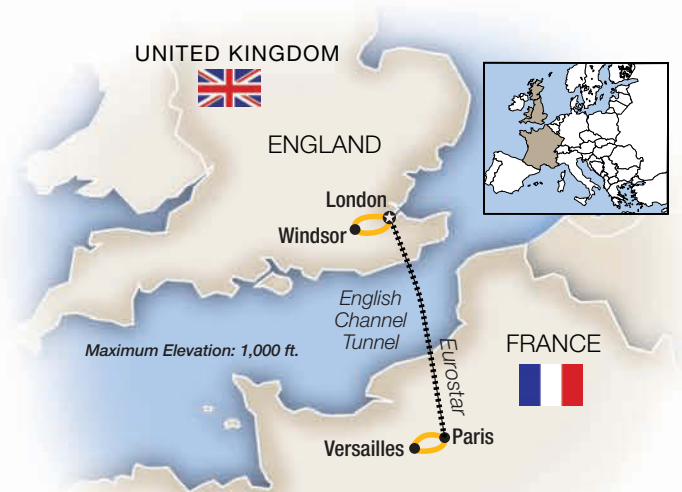 UNITED KINGDOM
ENGLAND
London
Windsor
English
Channel
Tunnel
Maximum Elevation: 1,000 ft.
Eurostar
FRANCE
Versailles
Paris